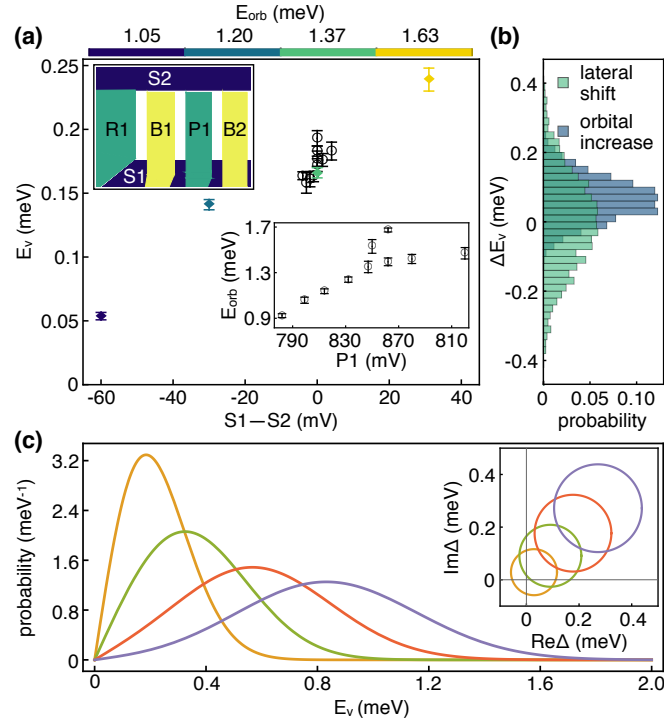 E_orb (meV)
(a)
1.05 1.20 1.37 1.63
(b)
0.25
0.20
0.15
0.10
0.05
0
E_v (meV)
S2
R1 B1 P1 B2
S1
1.7
1.3
0.9
E_orb (meV)
790 830 870 810
P1 (mV)
-60 -40 -20 0 20 40
S1—S2 (mV)
lateral
shift
orbital
increase
0.4
0.2
0
-0.2
-0.4
ΔE_v (meV)
0 0.05 0.10
probability
(c)
3.2
2.4
1.6
0.8
0
probability (meV⁻¹)
0.4
0.2
0
ImΔ (meV)
0 0.2 0.4
ReΔ (meV)
0 0.4 0.8 1.2 1.6 2.0
E_v (meV)